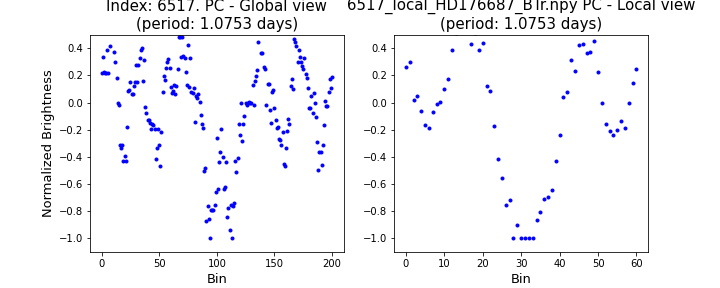 Index: 6517. PC - Global view
(period: 1.0753 days)
6517_local_HD176687_BTr.npy PC - Local view
(period: 1.0753 days)
Normalized Brightness
0.4
0.2
0.0
−0.2
−0.4
−0.6
−0.8
−1.0
0 50 100 150 200
Bin
0.4
0.2
0.0
−0.2
−0.4
−0.6
−0.8
−1.0
0 10 20 30 40 50 60
Bin